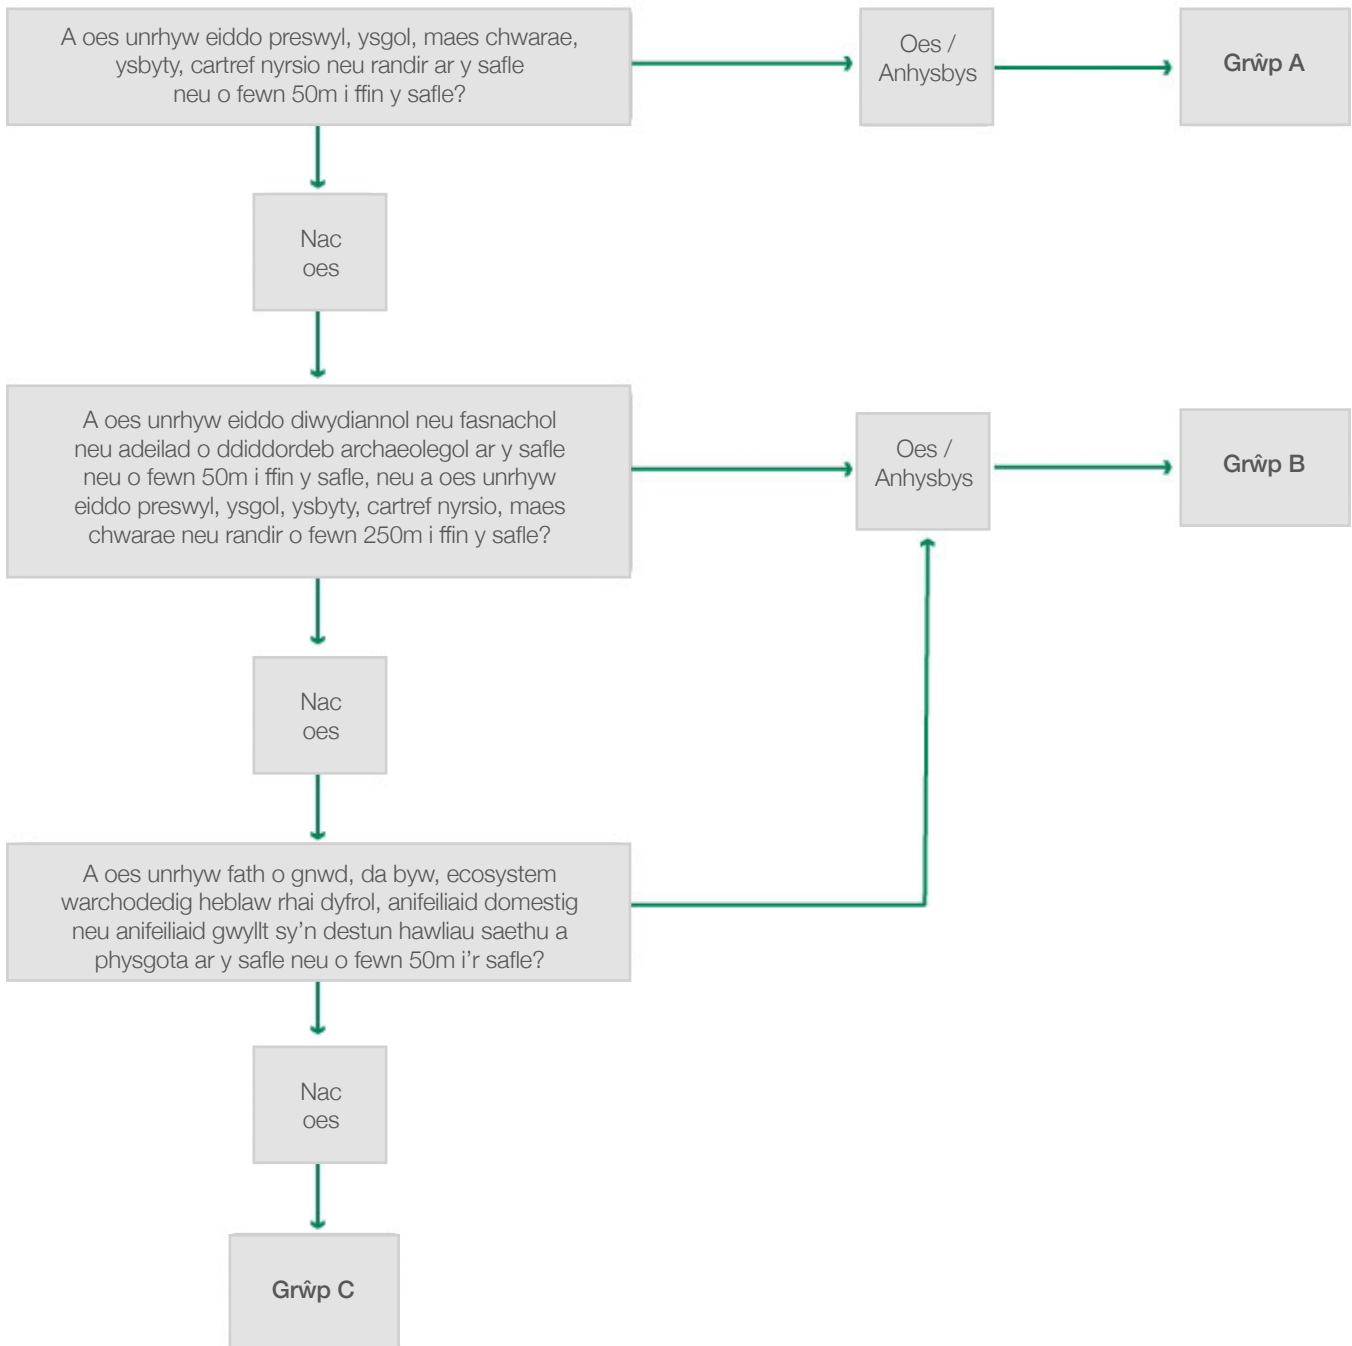 A oes unrhyw eiddo preswyl, ysgol, maes chwarae,
ysbyty, cartref nyrsio neu randir ar y safle
neu o fewn 50m i ffin y safle?
Oes /
Anhysbys
Grŵp A
Nac
oes
A oes unrhyw eiddo diwydiannol neu fasnachol
neu adeilad o ddiddordeb archaeolegol ar y safle
neu o fewn 50m i ffin y safle, neu a oes unrhyw
eiddo preswyl, ysgol, ysbyty, cartref nyrsio, maes
chwarae neu randir o fewn 250m i ffin y safle?
Oes /
Anhysbys
Grŵp B
Nac
oes
A oes unrhyw fath o gnwd, da byw, ecosystem
warchodedig heblaw rhai dyfrol, anifeiliaid domestig
neu anifeiliaid gwyllt sy'n destun hawliau saethu a
physgota ar y safle neu o fewn 50m i'r safle?
Nac
oes
Grŵp C